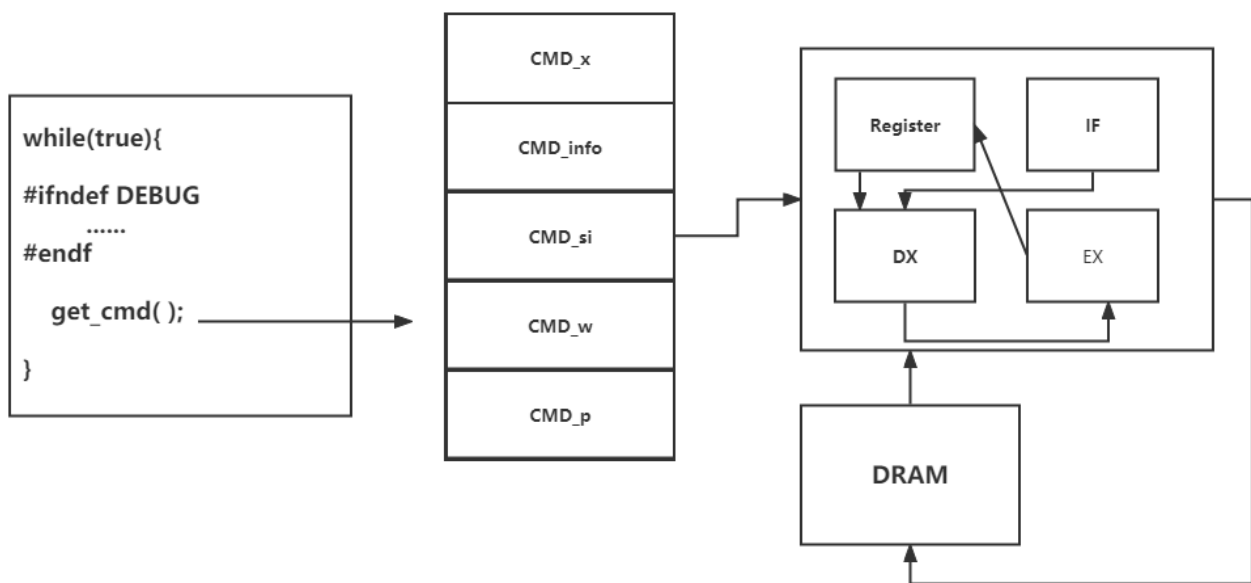 while(true){
#ifndef DEBUG
......
#endf
get_cmd( );
}
CMD_x
CMD_info
CMD_si
CMD_w
CMD_p
Register
IF
DX
EX
DRAM